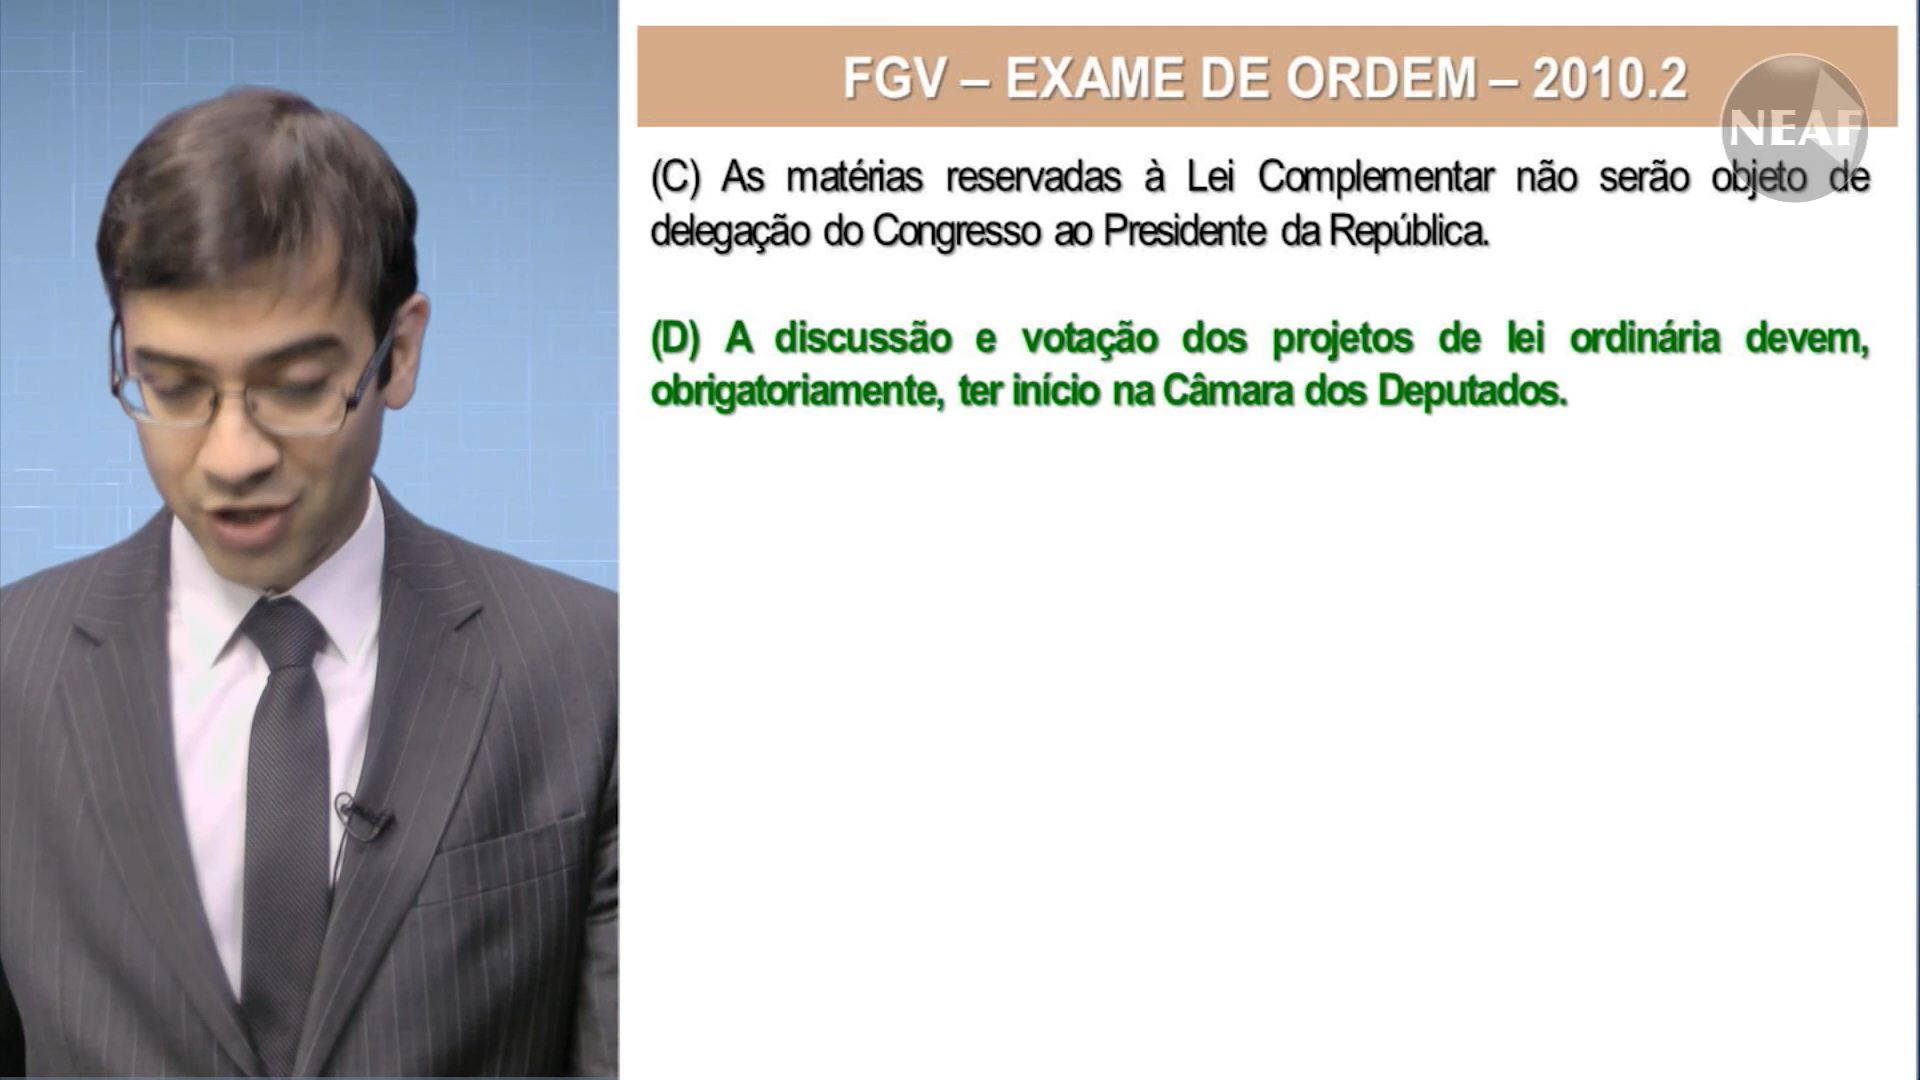 FGV – EXAME DE ORDEM – 2010.2
NEAF
(C) As matérias reservadas à Lei Complementar não serão objeto de
delegação do Congresso ao Presidente da República.
(D) A discussão e votação dos projetos de lei ordinária devem,
obrigatoriamente, ter início na Câmara dos Deputados.